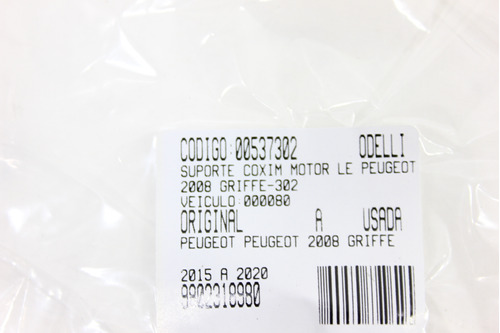 CODIGO:00537302 ODELLI
SUPORTE COXIM MOTOR LE PEUGEOT
2008 GRIFFE-302
VEICULO:000080
ORIGINAL A USADA
PEUGEOT PEUGEOT 2008 GRIFFE
2015 A 2020
9802318980